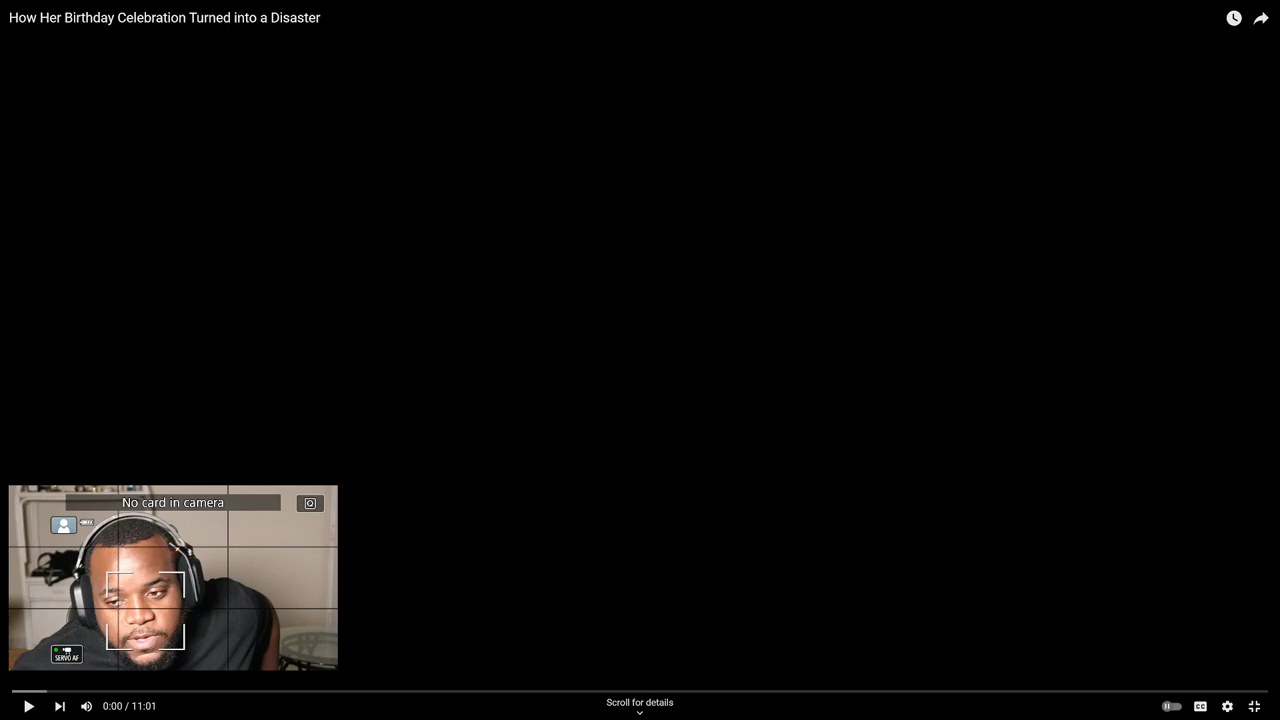 How Her Birthday Celebration Turned into a Disaster
No card in camera
SERVO AF
0:00 / 11:01
Scroll for details
CC